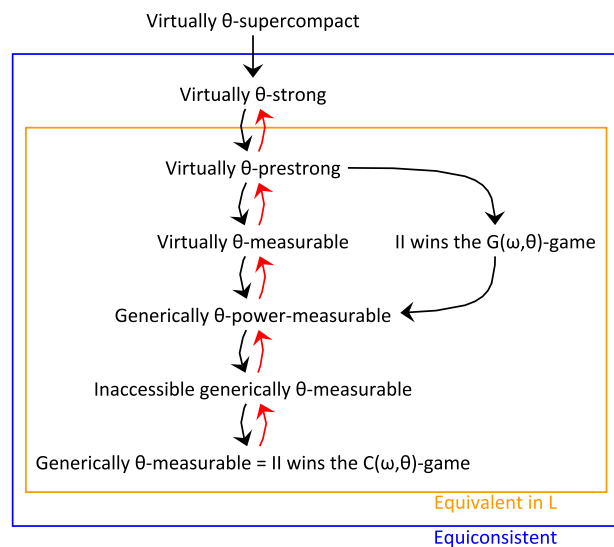 Virtually θ-supercompact
Virtually θ-strong
Virtually θ-prestrong
Virtually θ-measurable
II wins the G(ω,θ)-game
Generically θ-power-measurable
Inaccessible generically θ-measurable
Generically θ-measurable = II wins the C(ω,θ)-game
Equivalent in L
Equiconsistent